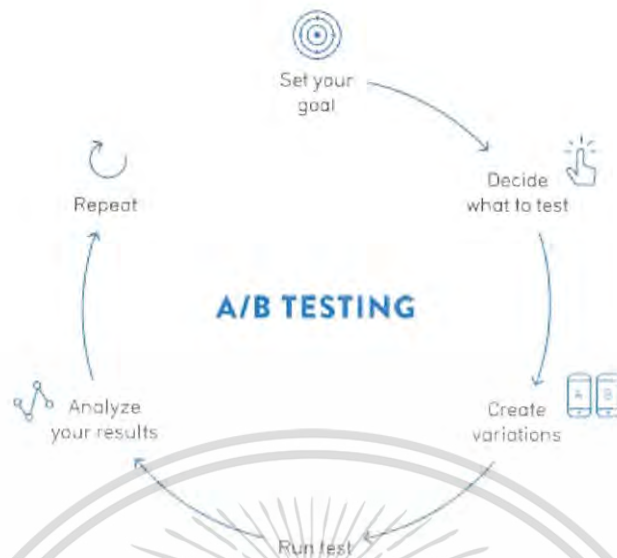 Set your
goal
Decide
what to test
Create
variations
A
B
Run test
Analyze
your results
Repeat
A/B TESTING